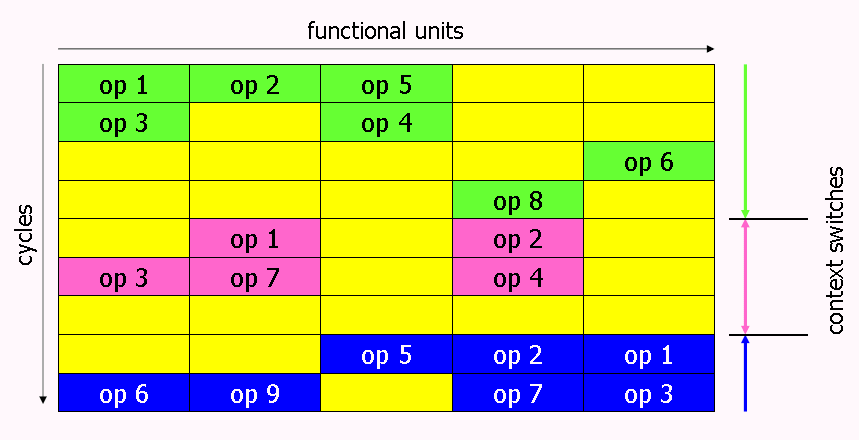 functional units
op 1 op 2 op 5
op 3 op 4
op 6
op 8
op 1 op 2
op 3 op 7 op 4
op 5 op 2 op 1
op 6 op 9 op 7 op 3
cycles
context switches